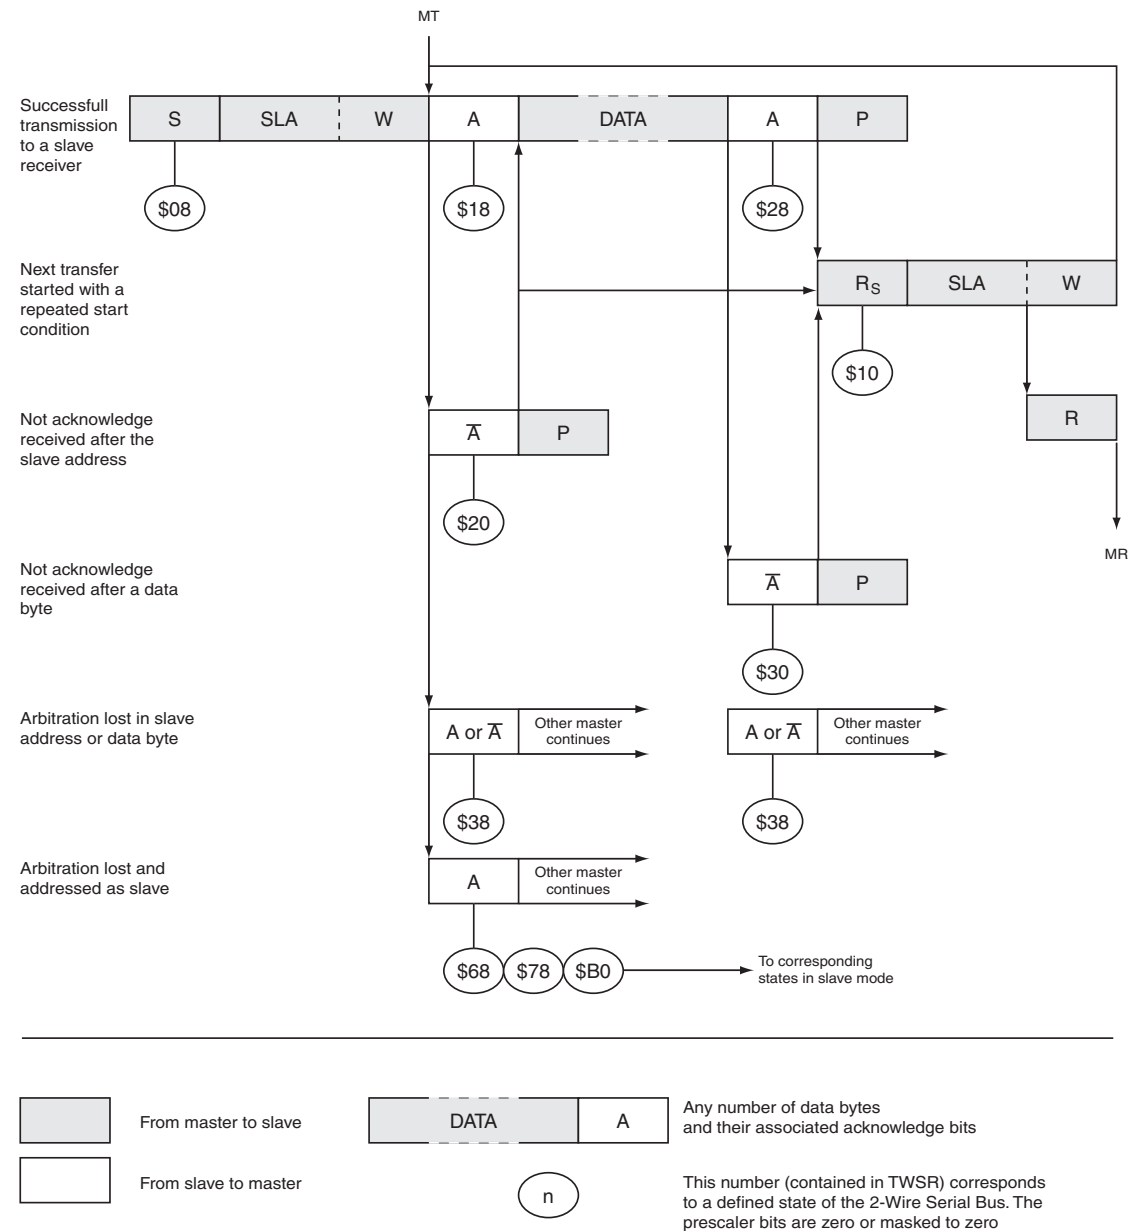 MT
Successfull
transmission
to a slave
receiver
S SLA W A DATA A P
$08 $18 $28
Next transfer
started with a
repeated start
condition
RS SLA W
$10
Not acknowledge
received after the
slave address
A̅ P
R
$20
MR
Not acknowledge
received after a data
byte
A̅ P
$30
Arbitration lost in slave
address or data byte
A or A̅
Other master
continues
A or A̅
Other master
continues
$38 $38
Arbitration lost and
addressed as slave
A
Other master
continues
$68 $78 $B0
To corresponding
states in slave mode
From master to slave
DATA A
Any number of data bytes
and their associated acknowledge bits
From slave to master
n
This number (contained in TWSR) corresponds
to a defined state of the 2-Wire Serial Bus. The
prescaler bits are zero or masked to zero